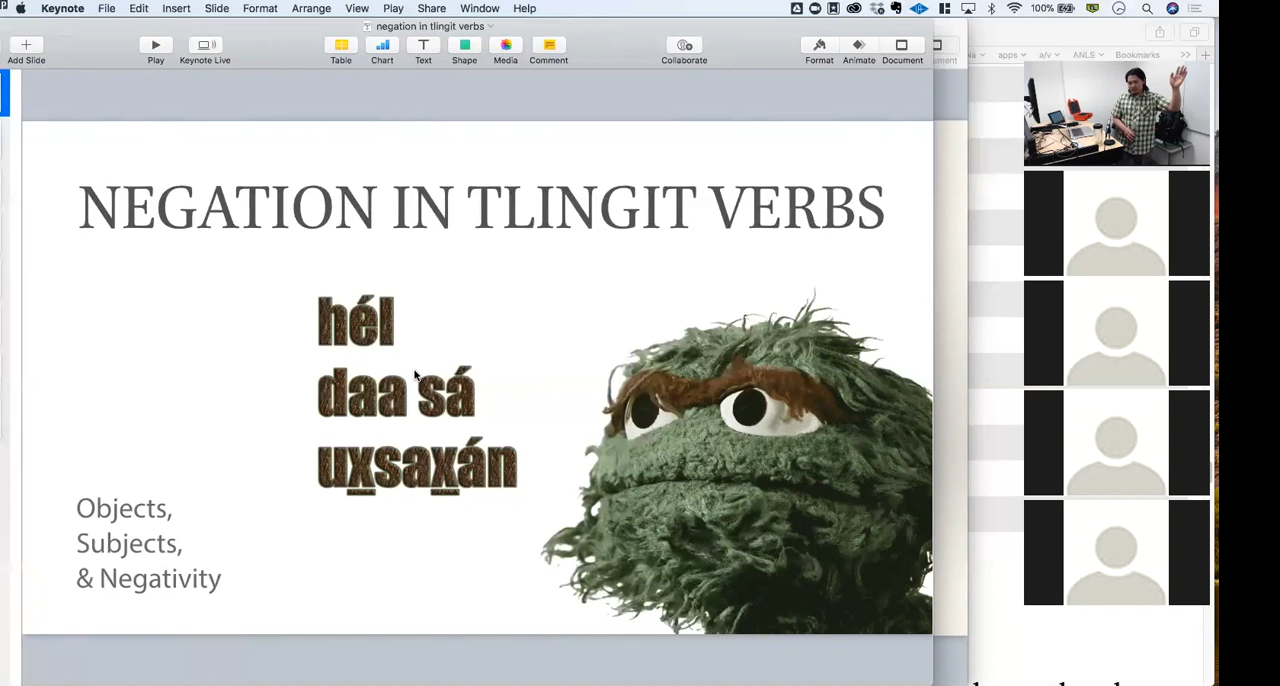 Keynote File Edit Insert Slide Format Arrange View Play Share Window Help 100%
negation in tlingit verbs
Add Slide Play Keynote Live Table Chart Text Shape Media Comment Collaborate Format Animate Document
apps a/v ANLS Bookmarks
NEGATION IN TLINGIT VERBS
hél
daa sá
ux̱sax̱án
Objects,
Subjects,
& Negativity